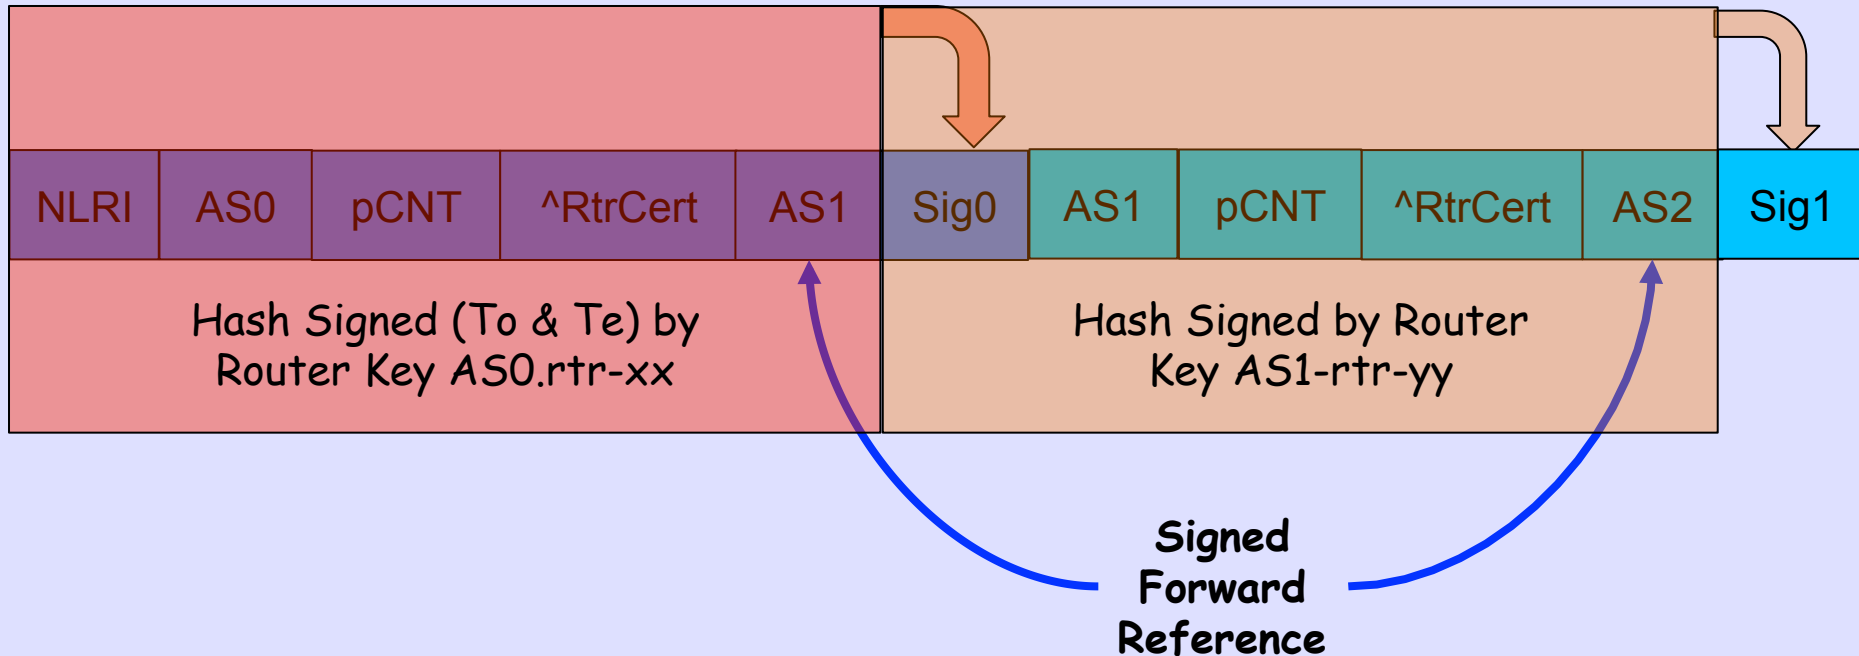 NLRI AS0 pCNT ^RtrCert AS1 Sig0 AS1 pCNT ^RtrCert AS2 Sig1
Hash Signed (To & Te) by
Router Key AS0.rtr-xx
Hash Signed by Router
Key AS1-rtr-yy
Signed
Forward
Reference